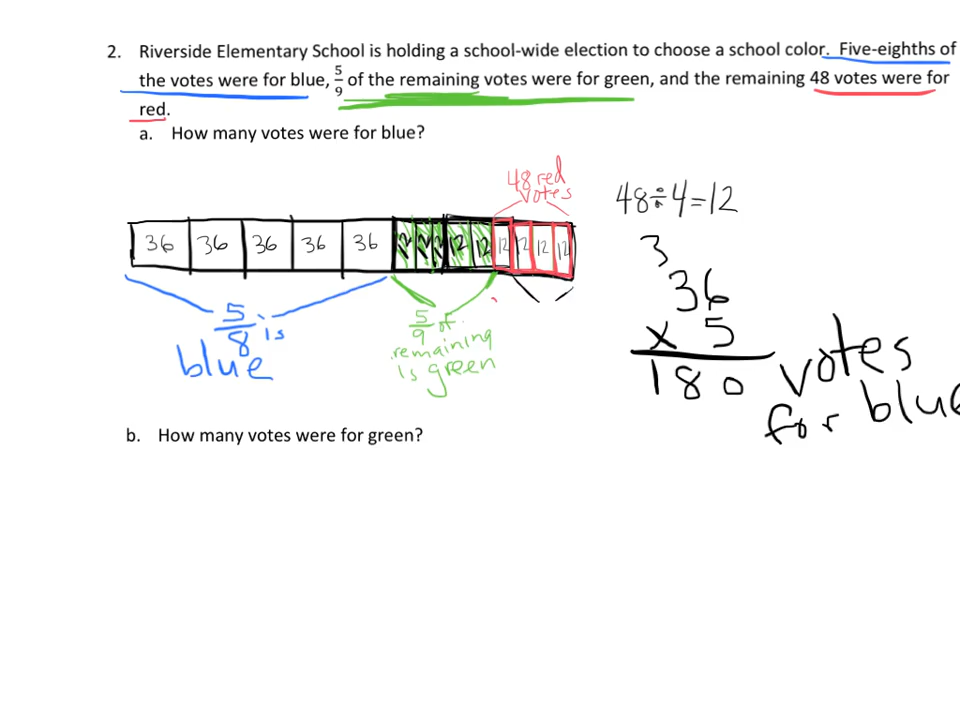 2. Riverside Elementary School is holding a school-wide election to choose a school color. Five-eighths of
the votes were for blue, 5/9 of the remaining votes were for green, and the remaining 48 votes were for
red.
a. How many votes were for blue?
48 red
votes
48÷4=12
36 36 36 36 36 12 12 12 12 12 12 12 12 12
3
36
x 5
180 votes
for blue
5/8 is
blue
5/9 of
remaining
is green
b. How many votes were for green?